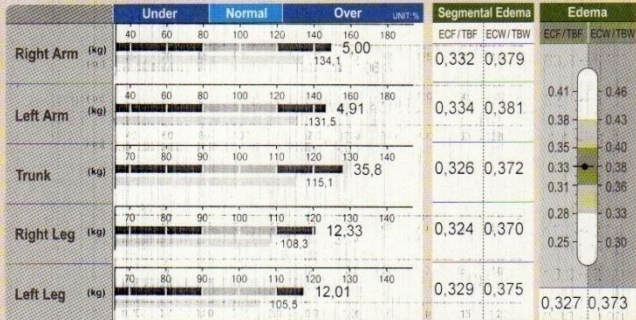 Under Normal Over UNIT:% Segmental Edema Edema
ECF/TBF ECW/TBW ECF/TBF ECW/TBW
40 60 80 100 120 140 160 180
Right Arm (kg) 5,00 0,332 0,379
134,1
40 60 80 100 120 140 160 180
Left Arm (kg) 4,91 0,334 0,381
131,5
70 80 90 100 110 120 130 140
Trunk (kg) 35,8 0,326 0,372
115,1
70 80 90 100 110 120 130 140
Right Leg (kg) 12,33 0,324 0,370
108,3
70 80 90 100 110 120 130 140
Left Leg (kg) 12,01 0,329 0,375
105,5
0.41 0.46
0.38 0.43
0.35 0.40
0.33 0.38
0.31 0.36
0.28 0.33
0.25 0.30
0,327 0,373